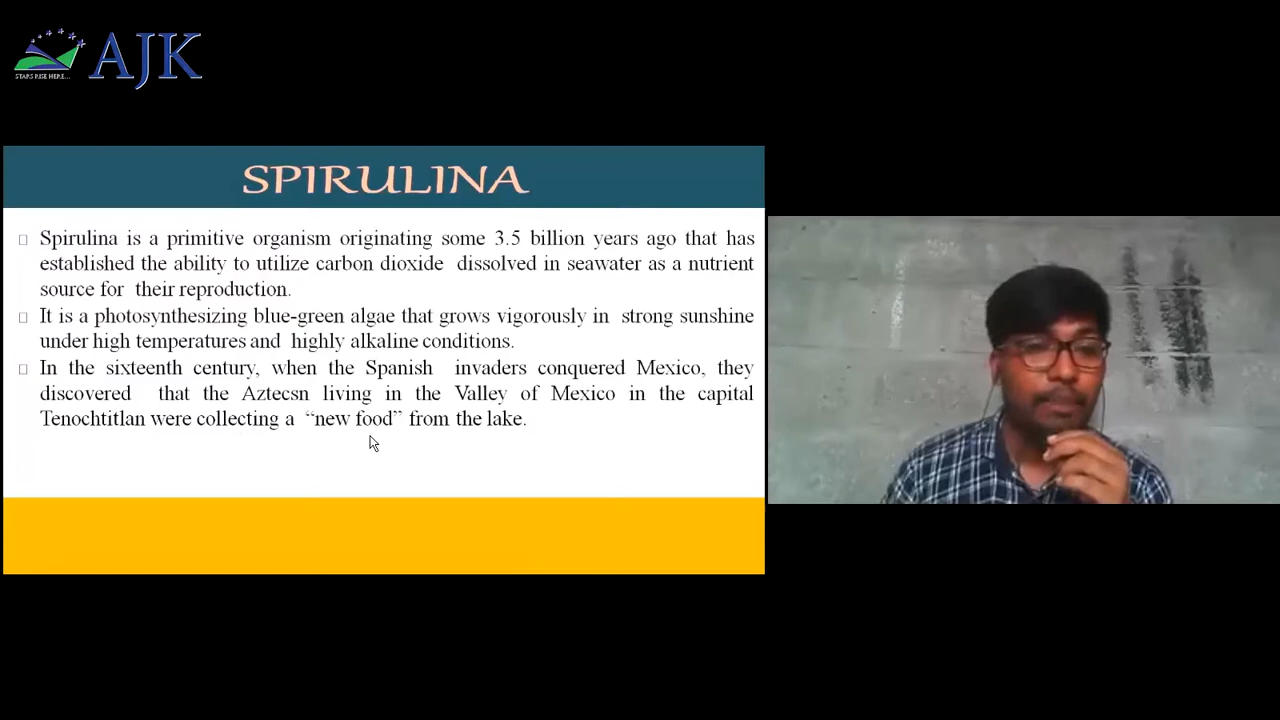 STARS RISE HERE...
AJK
SPIRULINA
Spirulina is a primitive organism originating some 3.5 billion years ago that has
established the ability to utilize carbon dioxide dissolved in seawater as a nutrient
source for their reproduction.
It is a photosynthesizing blue-green algae that grows vigorously in strong sunshine
under high temperatures and highly alkaline conditions.
In the sixteenth century, when the Spanish invaders conquered Mexico, they
discovered that the Aztecsn living in the Valley of Mexico in the capital
Tenochtitlan were collecting a “new food” from the lake.